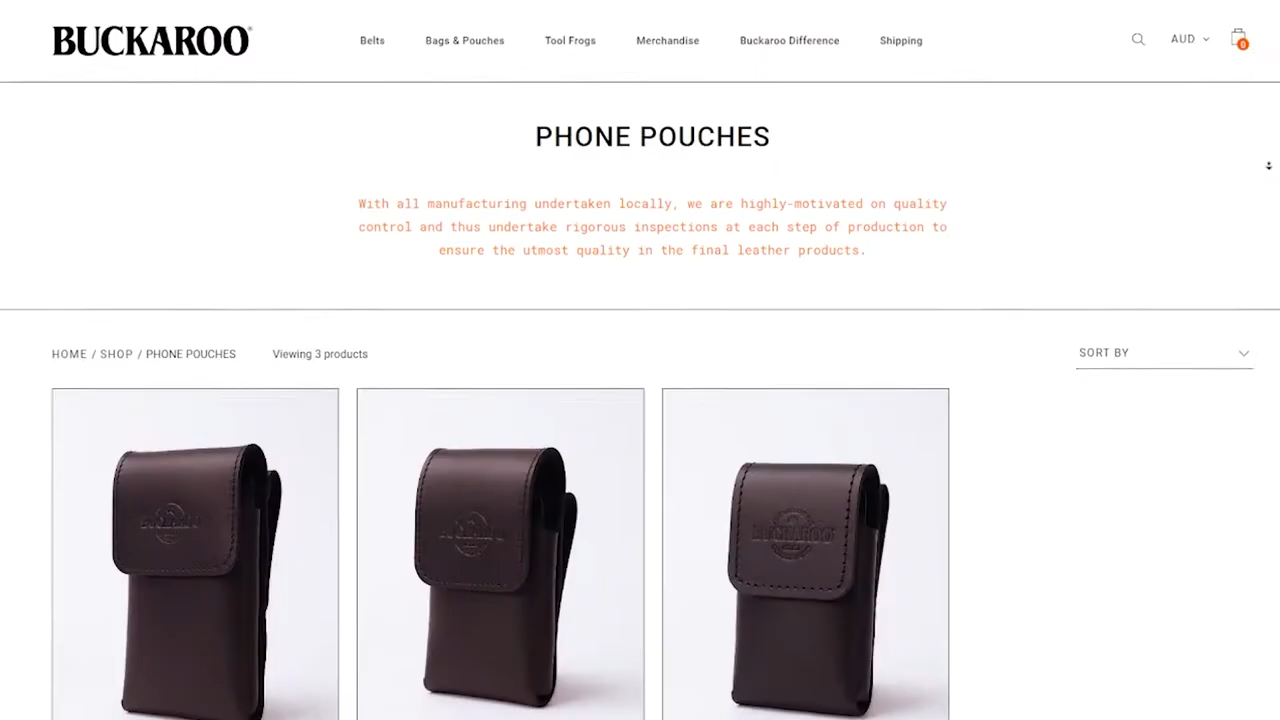 BUCKAROO
Belts
Bags & Pouches
Tool Frogs
Merchandise
Buckaroo Difference
Shipping
AUD
0
PHONE POUCHES
With all manufacturing undertaken locally, we are highly-motivated on quality
control and thus undertake rigorous inspections at each step of production to
ensure the utmost quality in the final leather products.
HOME / SHOP / PHONE POUCHES
Viewing 3 products
SORT BY
BUCKAROO